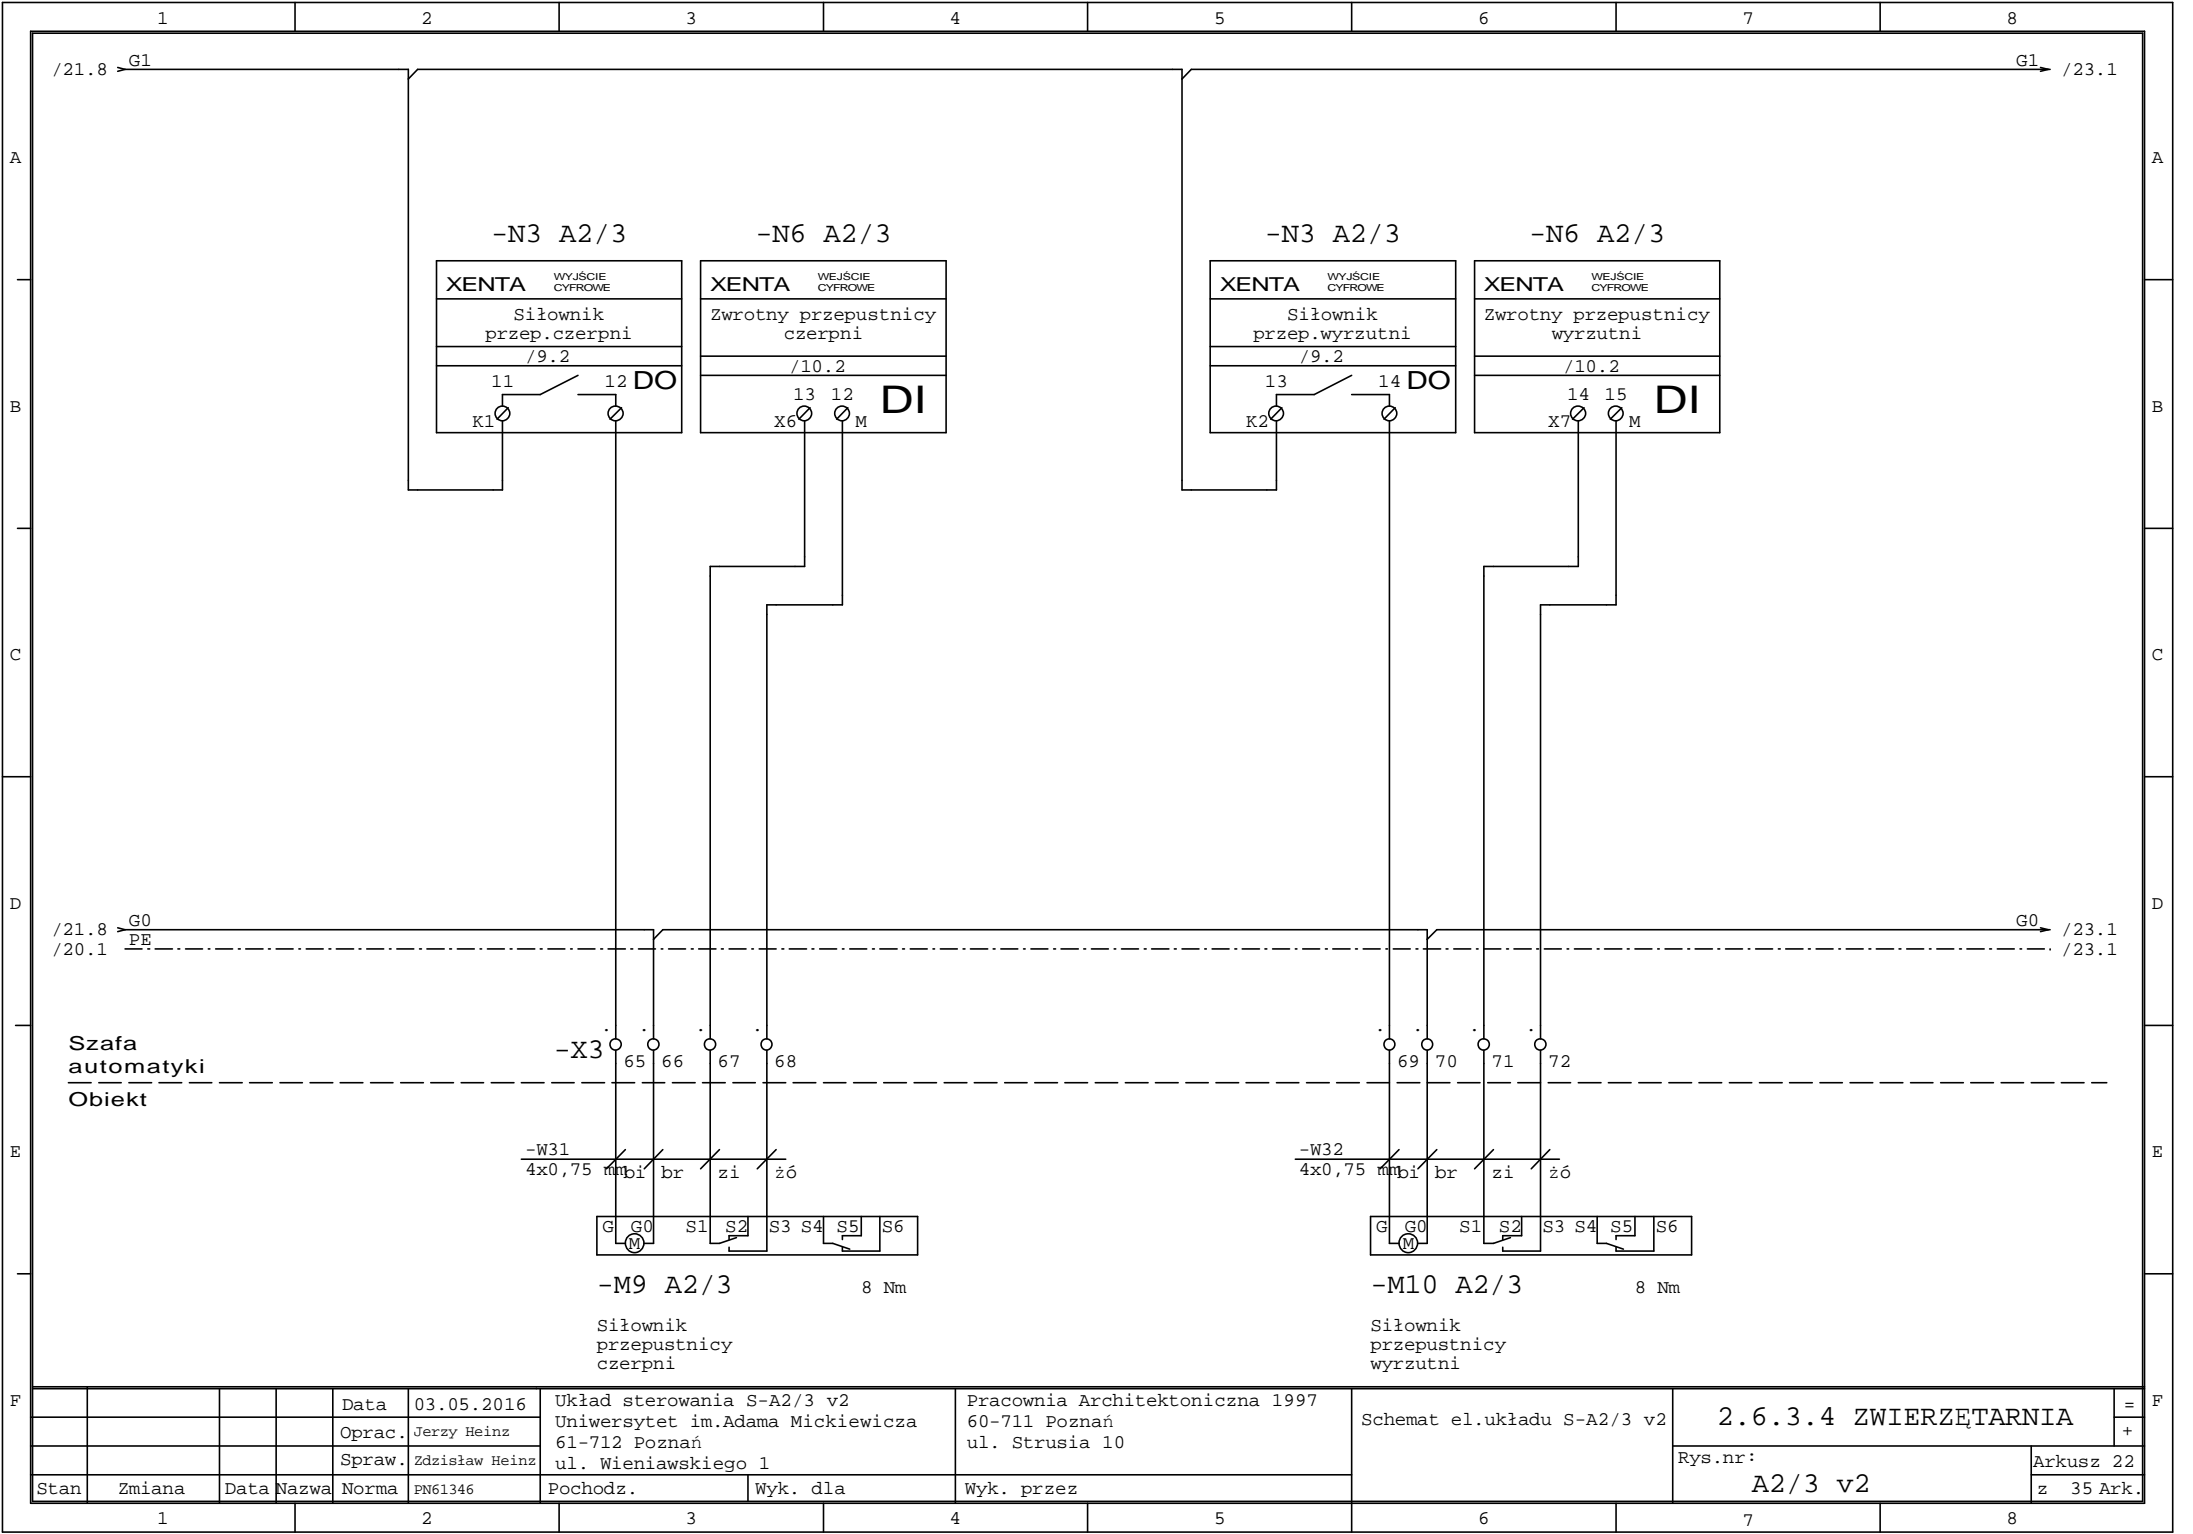 1 2 3 4 5 6 7 8
/21.8 G1 G1 /23.1
A A
-N3 A2/3 -N6 A2/3 -N3 A2/3 -N6 A2/3
XENTA WYJŚCIE CYFROWE
Siłownik
przep.czerpni
/9.2
11 12 DO
K1
XENTA WEJŚCIE CYFROWE
Zwrotny przepustnicy
czerpni
/10.2
13 12 DI
X6 M
XENTA WYJŚCIE CYFROWE
Siłownik
przep.wyrzutni
/9.2
13 14 DO
K2
XENTA WEJŚCIE CYFROWE
Zwrotny przepustnicy
wyrzutni
/10.2
14 15 DI
X7 M
B B
C C
D D
/21.8 G0 G0 /23.1
/20.1 PE /23.1
Szafa
automatyki
Obiekt
-X3 65 66 67 68 69 70 71 72
E E
-W31
4x0,75 mm bi br zi żó
-W32
4x0,75 mm bi br zi żó
G G0 S1 S2 S3 S4 S5 S6
M
G G0 S1 S2 S3 S4 S5 S6
M
-M9 A2/3 8 Nm
Siłownik
przepustnicy
czerpni
-M10 A2/3 8 Nm
Siłownik
przepustnicy
wyrzutni
F F
Data 03.05.2016
Oprac. Jerzy Heinz
Spraw. Zdzisław Heinz
Stan Zmiana Data Nazwa Norma PN61346
Układ sterowania S-A2/3 v2
Uniwersytet im.Adama Mickiewicza
61-712 Poznań
ul. Wieniawskiego 1
Pochodz. Wyk. dla
Pracownia Architektoniczna 1997
60-711 Poznań
ul. Strusia 10
Wyk. przez
Schemat el.układu S-A2/3 v2
2.6.3.4 ZWIERZĘTARNIA
=
+
Rys.nr:
A2/3 v2
Arkusz 22
z 35 Ark.
1 2 3 4 5 6 7 8